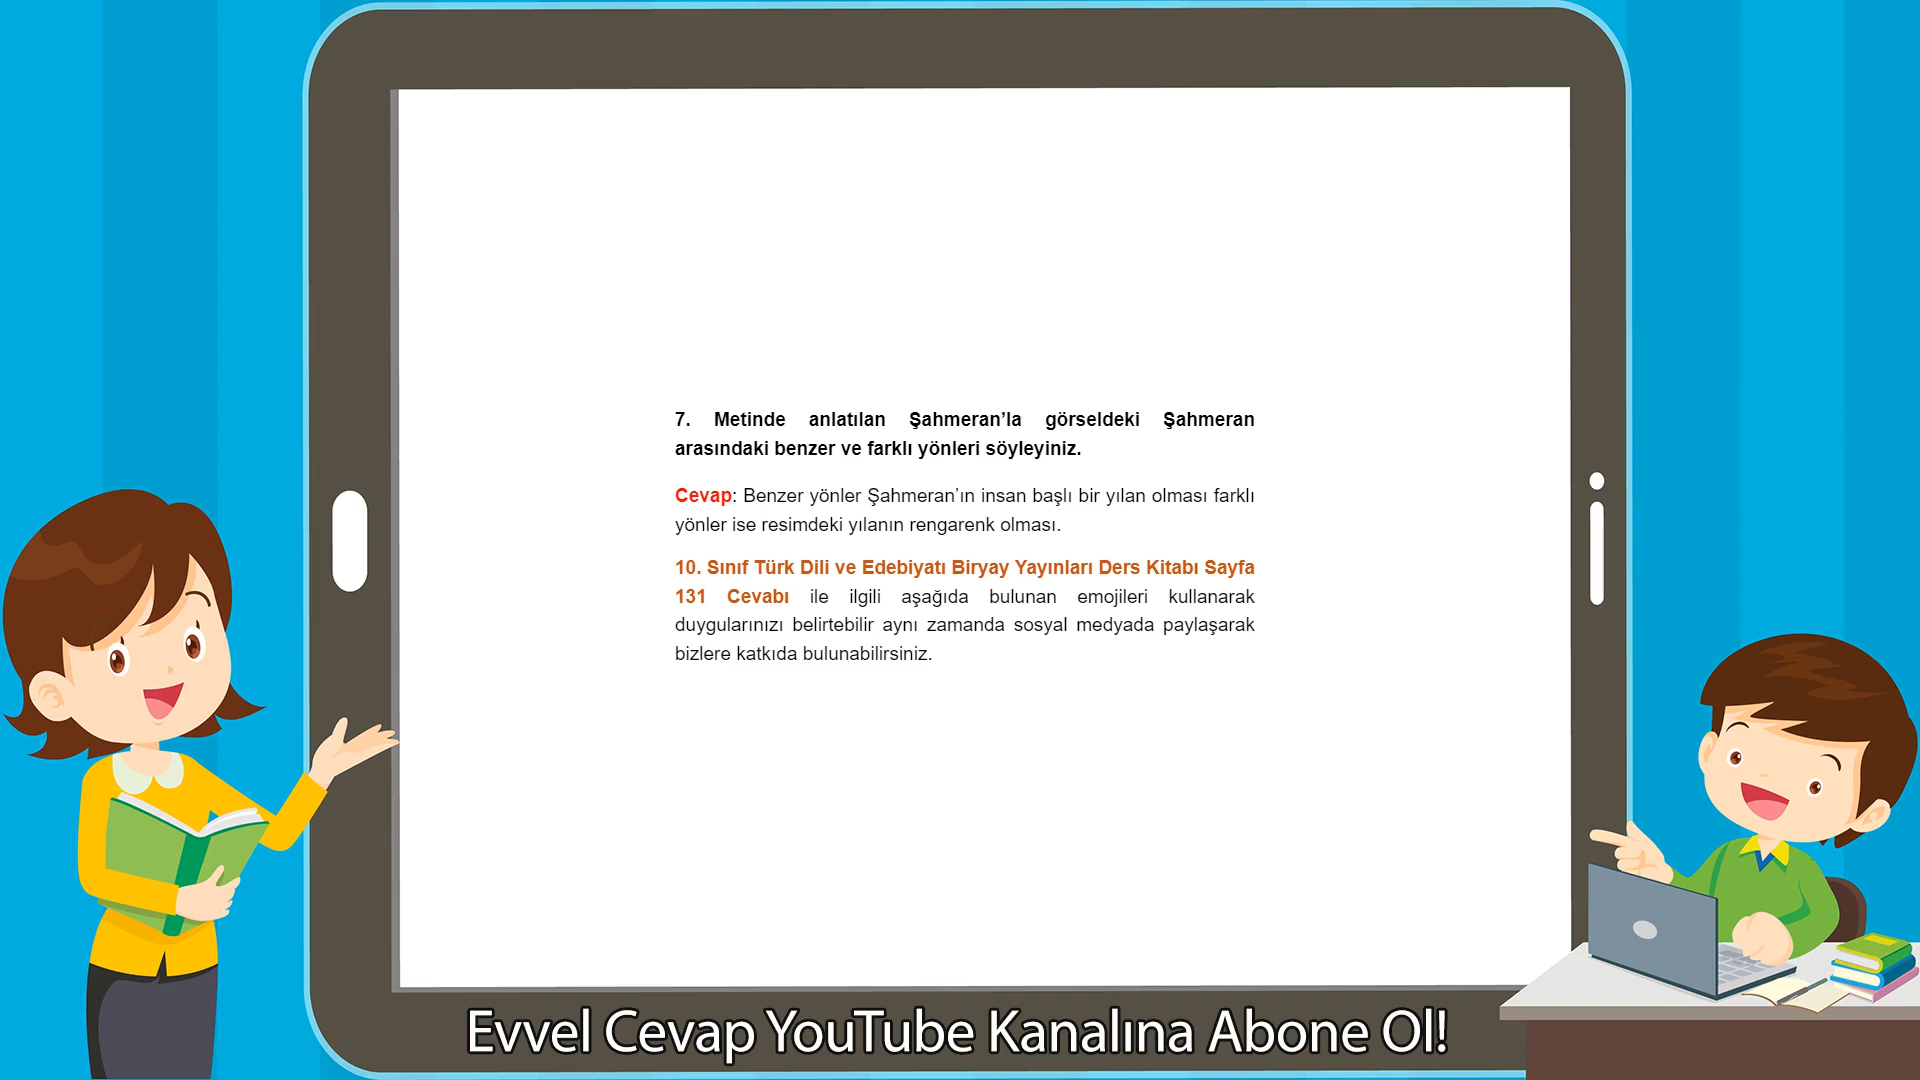 7. Metinde anlatılan Şahmeran’la görseldeki Şahmeran
arasındaki benzer ve farklı yönleri söyleyiniz.
Cevap: Benzer yönler Şahmeran’ın insan başlı bir yılan olması farklı
yönler ise resimdeki yılanın rengarenk olması.
10. Sınıf Türk Dili ve Edebiyatı Biryay Yayınları Ders Kitabı Sayfa
131 Cevabı ile ilgili aşağıda bulunan emojileri kullanarak
duygularınızı belirtebilir aynı zamanda sosyal medyada paylaşarak
bizlere katkıda bulunabilirsiniz.
Evvel Cevap YouTube Kanalına Abone Ol!